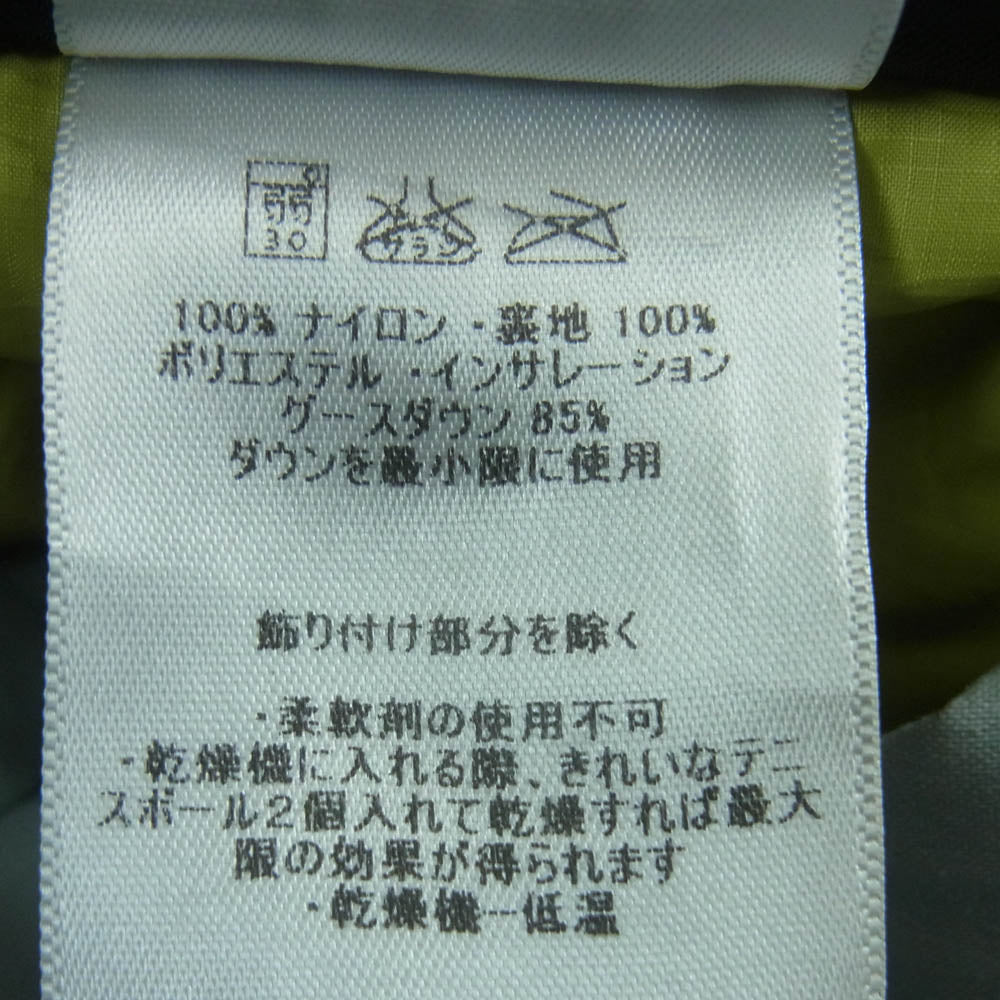 弱
30
ドライ
100% ナイロン ・裏地 100%
ポリエステル ・インサレーション
グースダウン 85%
ダウンを最小限に使用
飾り付け部分を除く
・柔軟剤の使用不可
・乾燥機に入れる際、きれいなテニ
スボール2個入れて乾燥すれば最大
限の効果が得られます
・乾燥機ー低温